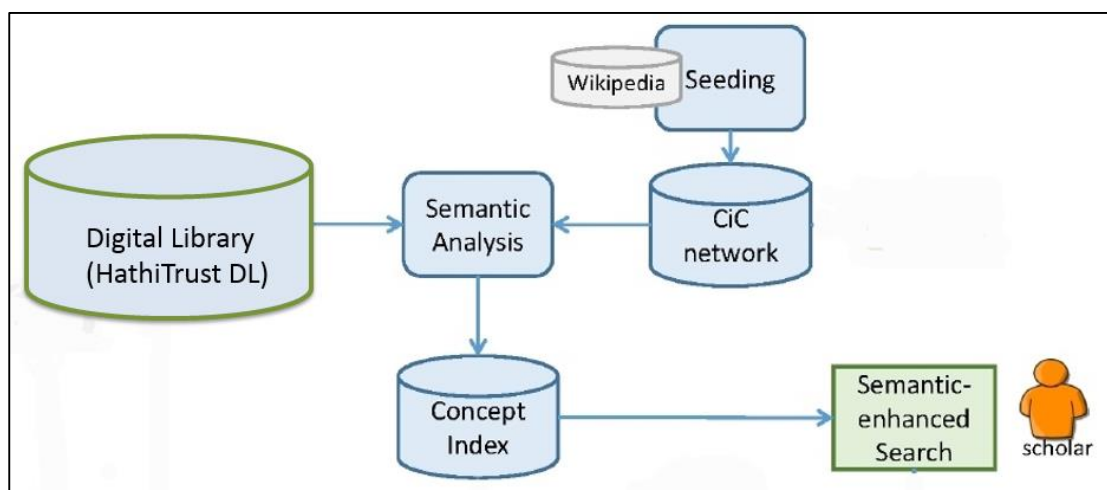 Wikipedia
Seeding
Digital Library
(HathiTrust DL)
Semantic
Analysis
CiC
network
Concept
Index
Semantic-
enhanced
Search
scholar